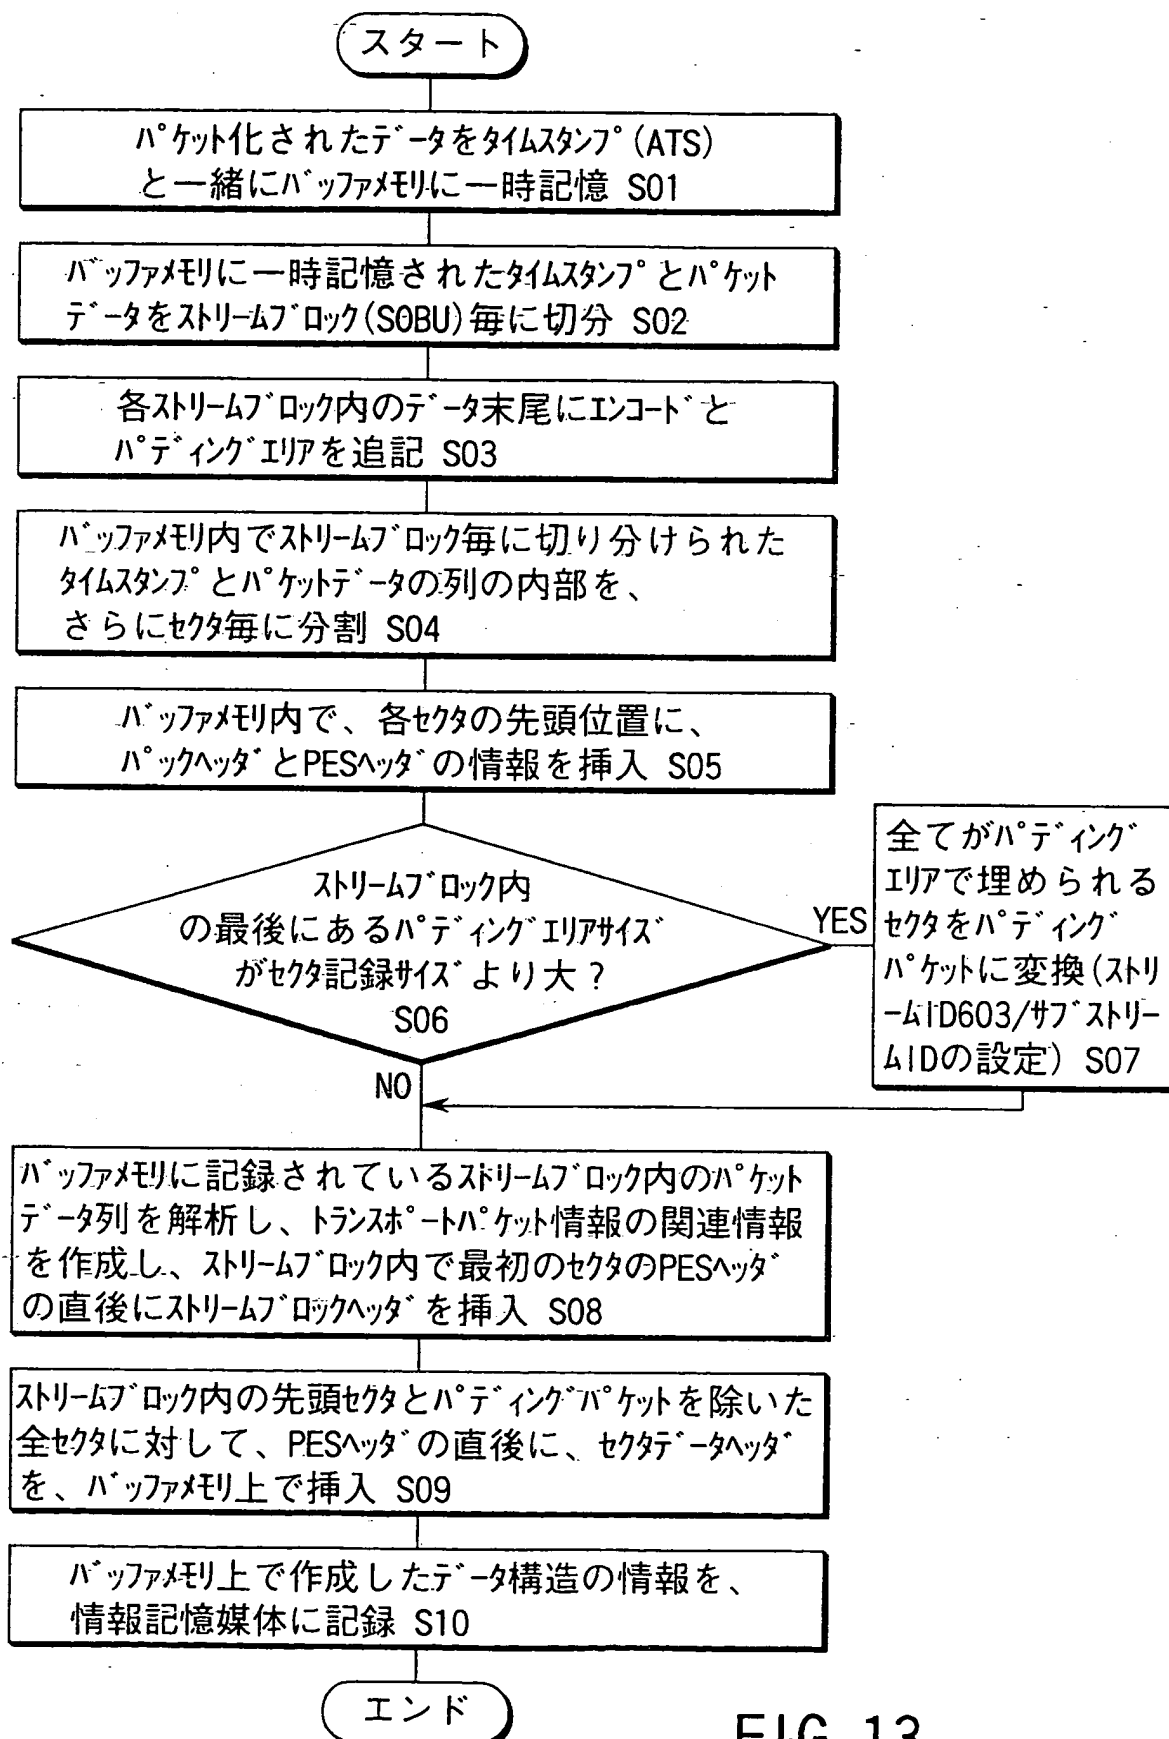 スタート
パケット化されたデータをタイムスタンプ(ATS)
と一緒にバッファメモリに一時記憶 S01
バッファメモリに一時記憶されたタイムスタンプとパケット
データをストリームブロック(SOBU)毎に切分 S02
各ストリームブロック内のデータ末尾にエンコードと
パディングエリアを追記 S03
バッファメモリ内でストリームブロック毎に切り分けられた
タイムスタンプとパケットデータの列の内部を、
さらにセクタ毎に分割 S04
バッファメモリ内で、各セクタの先頭位置に、
パックヘッダとPESヘッダの情報を挿入 S05
ストリームブロック内
の最後にあるパディングエリアサイズ
がセクタ記録サイズより大?
S06
YES
NO
全てがパディング
エリアで埋められる
セクタをパディング
パケットに変換(ストリ
ームID603/サブストリー
ムIDの設定) S07
バッファメモリに記録されているストリームブロック内のパケット
データ列を解析し、トランスポートパケット情報の関連情報
を作成し、ストリームブロック内で最初のセクタのPESヘッダ
の直後にストリームブロックヘッダを挿入 S08
ストリームブロック内の先頭セクタとパディングパケットを除いた
全セクタに対して、PESヘッダの直後に、セクタデータヘッダ
を、バッファメモリ上で挿入 S09
バッファメモリ上で作成したデータ構造の情報を、
情報記憶媒体に記録 S10
エンド
FIG. 13